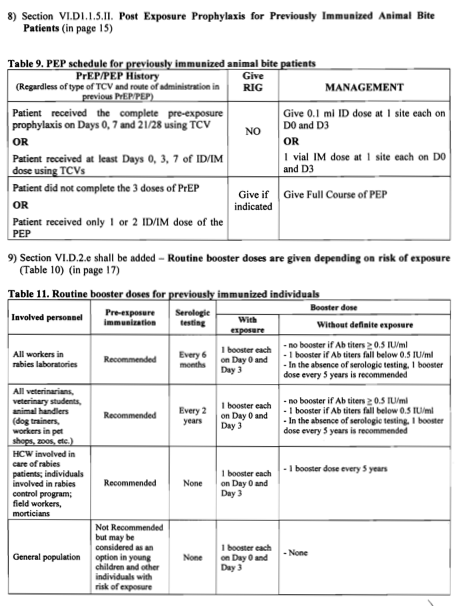 8) Section VI.D1.1.5.II. Post Exposure Prophylaxis for Previously Immunized Animal Bite
Patients (in page 15)
Table 9. PEP schedule for previously immunized animal bite patients
PrEP/PEP History
(Regardless of type of TCV and route of administration in
previous PrEP/PEP)
Give
RIG
MANAGEMENT
Patient received the complete pre-exposure
prophylaxis on Days 0, 7 and 21/28 using TCV
OR
Patient received at least Days 0, 3, 7 of ID/IM
dose using TCVs
NO
Give 0.1 ml ID dose at 1 site each on
D0 and D3
OR
1 vial IM dose at 1 site each on D0
and D3
Patient did not complete the 3 doses of PrEP
OR
Patient received only 1 or 2 ID/IM dose of the
PEP
Give if
indicated
Give Full Course of PEP
9) Section VI.D.2.e shall be added – Routine booster doses are given depending on risk of exposure
(Table 10) (in page 17)
Table 11. Routine booster doses for previously immunized individuals
Involved personnel
Pre-exposure
immunization
Serologic
testing
Booster dose
With
exposure
Without definite exposure
All workers in
rabies laboratories
Recommended
Every 6
months
1 booster each
on Day 0 and
Day 3
- no booster if Ab titers ≥ 0.5 IU/ml
- 1 booster if Ab titers fall below 0.5 IU/ml
- In the absence of serologic testing, 1 booster
dose every 5 years is recommended
All veterinarians,
veterinary students,
animal handlers
(dog trainers,
workers in pet
shops, zoos, etc.)
Recommended
Every 2
years
1 booster each
on Day 0 and
Day 3
- no booster if Ab titers ≥ 0.5 IU/ml
- 1 booster if Ab titers fall below 0.5 IU/ml
- In the absence of serologic testing, 1 booster
dose every 5 years is recommended
HCW involved in
care of rabies
patients; individuals
involved in rabies
control program;
field workers,
morticians
Recommended
None
1 booster each
on Day 0 and
Day 3
- 1 booster dose every 5 years
General population
Not Recommended
but may be
considered as an
option in young
children and other
individuals with
risk of exposure
None
1 booster each
on Day 0 and
Day 3
- None